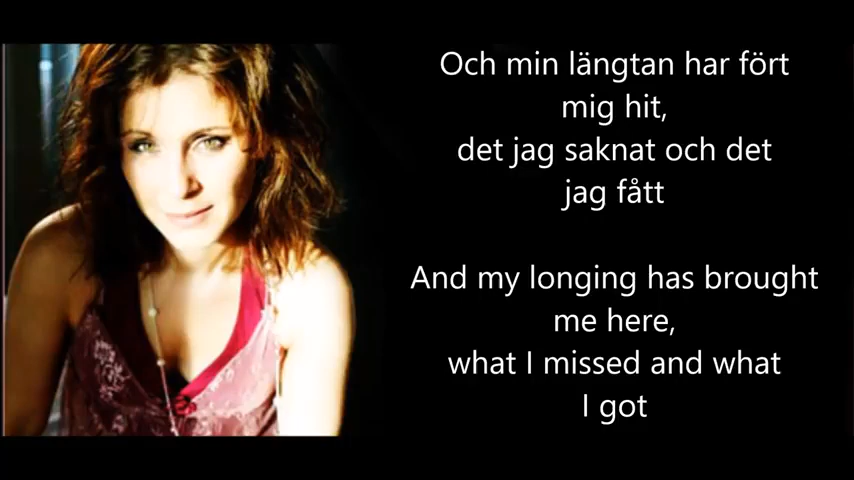 Och min längtan har fört
mig hit,
det jag saknat och det
jag fått
And my longing has brought
me here,
what I missed and what
I got